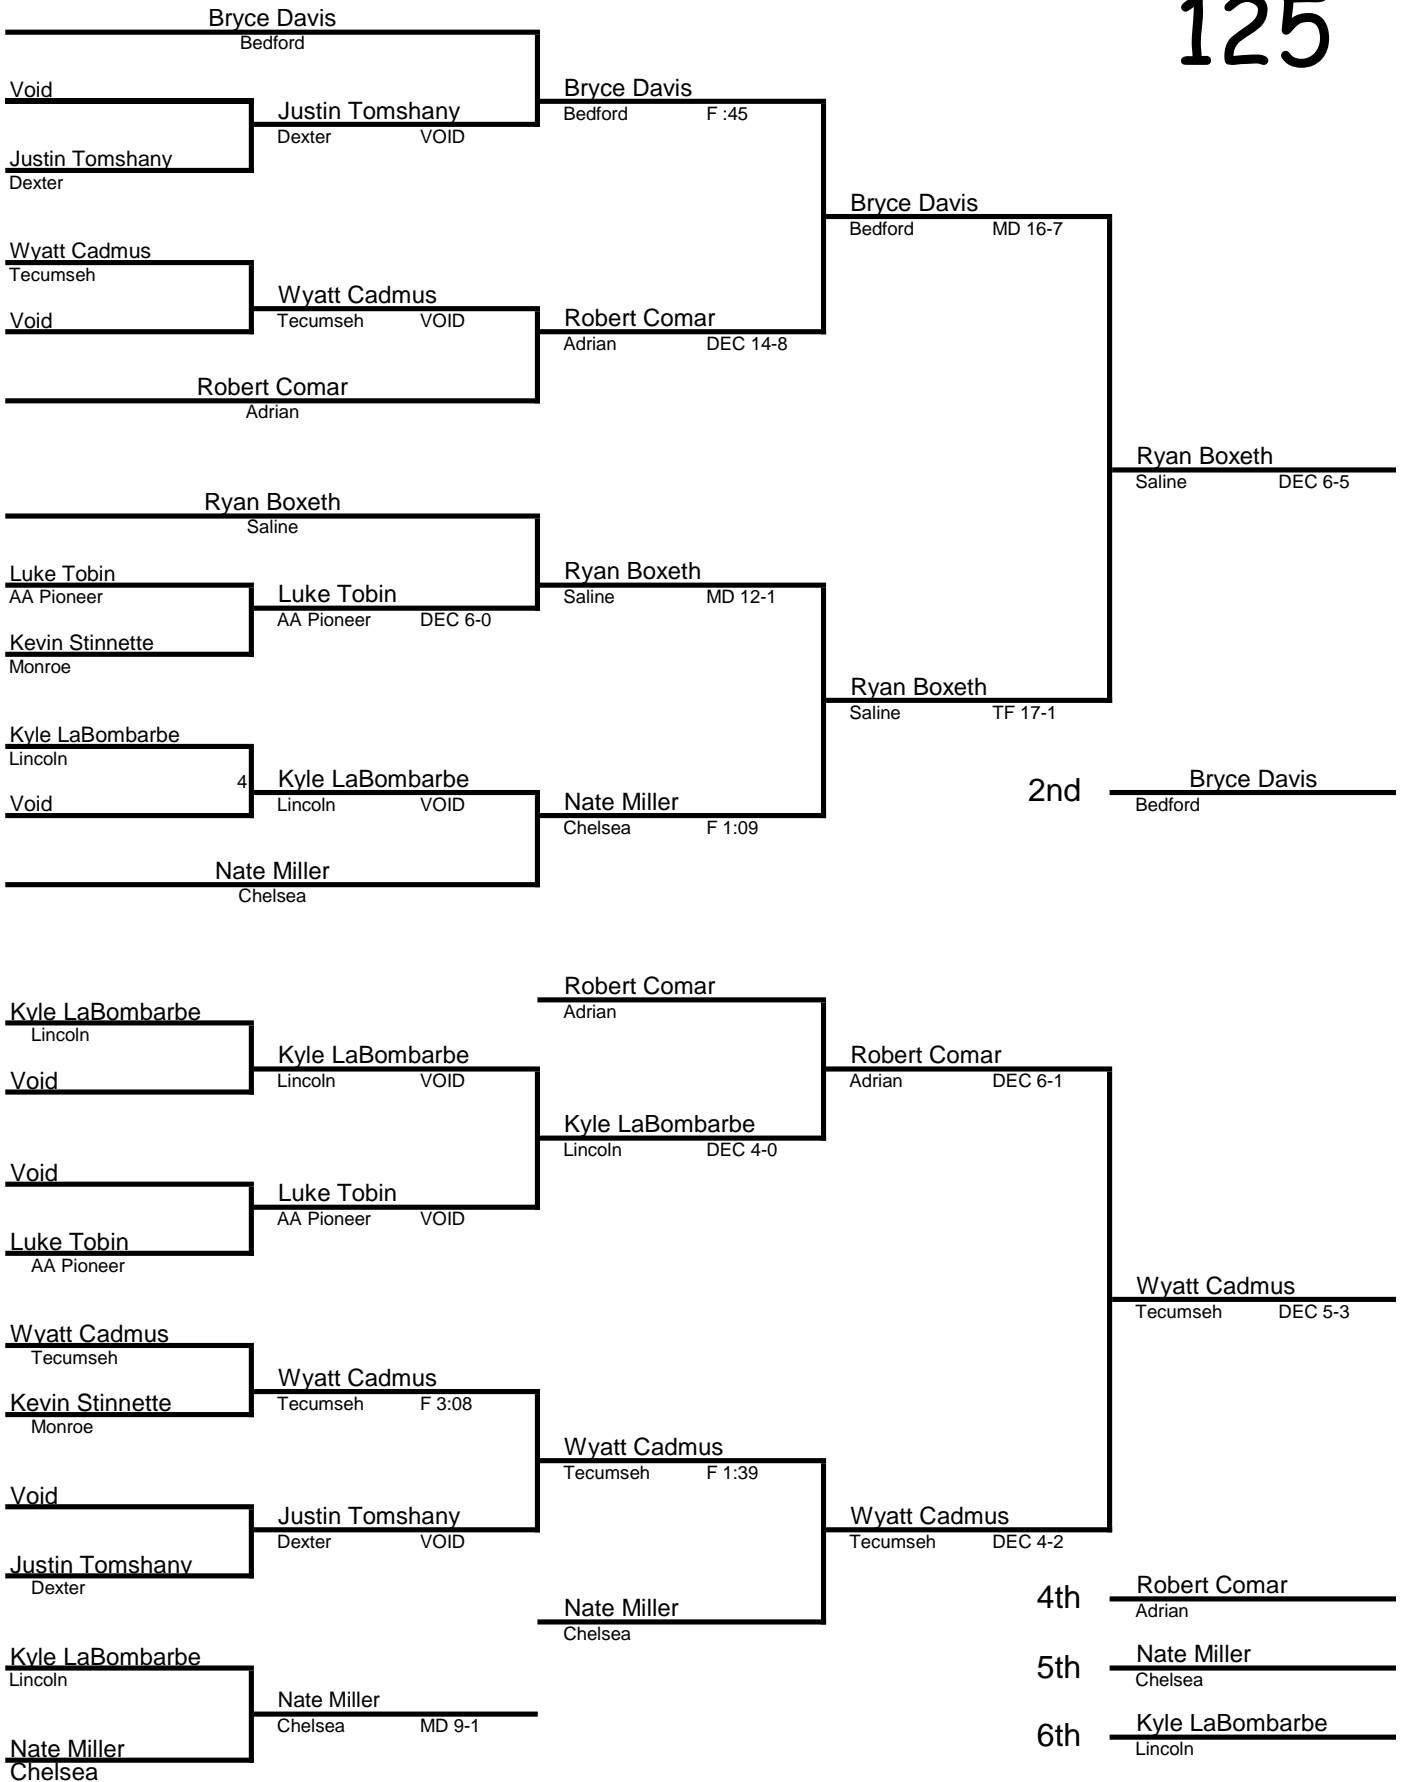 125
Bryce Davis
Bedford
Void
Justin Tomshany
Dexter VOID
Justin Tomshany
Dexter
Bryce Davis
Bedford F :45
Wyatt Cadmus
Tecumseh
Void
Wyatt Cadmus
Tecumseh VOID
Robert Comar
Adrian
Robert Comar
Adrian DEC 14-8
Bryce Davis
Bedford MD 16-7
Ryan Boxeth
Saline
Luke Tobin
AA Pioneer
Kevin Stinnette
Monroe
Luke Tobin
AA Pioneer DEC 6-0
Ryan Boxeth
Saline MD 12-1
Kyle LaBombarbe
Lincoln
4
Void
Kyle LaBombarbe
Lincoln VOID
Nate Miller
Chelsea
Nate Miller
Chelsea F 1:09
Ryan Boxeth
Saline TF 17-1
Ryan Boxeth
Saline DEC 6-5
2nd Bryce Davis
Bedford
Kyle LaBombarbe
Lincoln
Void
Kyle LaBombarbe
Lincoln VOID
Void
Luke Tobin
AA Pioneer
Luke Tobin
AA Pioneer VOID
Robert Comar
Adrian
Kyle LaBombarbe
Lincoln DEC 4-0
Robert Comar
Adrian DEC 6-1
Wyatt Cadmus
Tecumseh
Kevin Stinnette
Monroe
Wyatt Cadmus
Tecumseh F 3:08
Void
Justin Tomshany
Dexter
Justin Tomshany
Dexter VOID
Wyatt Cadmus
Tecumseh F 1:39
Nate Miller
Chelsea
Wyatt Cadmus
Tecumseh DEC 4-2
Wyatt Cadmus
Tecumseh DEC 5-3
Kyle LaBombarbe
Lincoln
Nate Miller
Chelsea
Nate Miller
Chelsea MD 9-1
4th Robert Comar
Adrian
5th Nate Miller
Chelsea
6th Kyle LaBombarbe
Lincoln